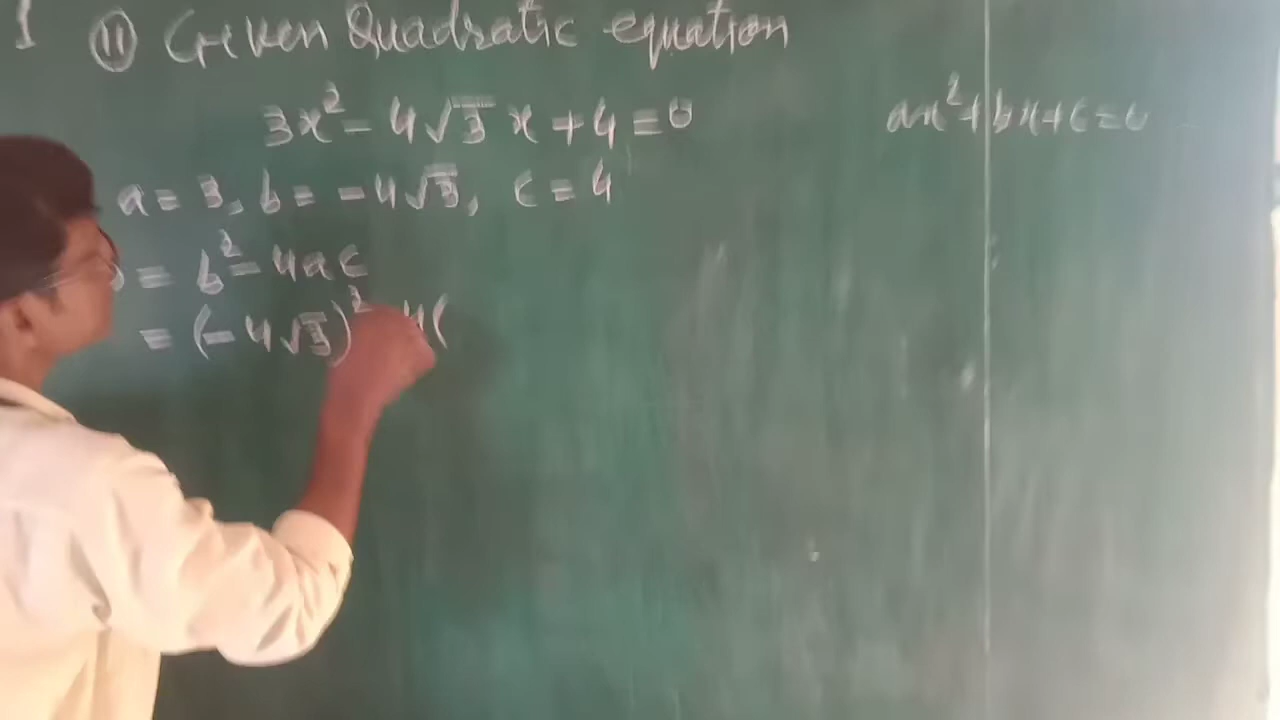 1 (ii) Given Quadratic equation
3x² - 4√3 x + 4 = 0
ax² + bx + c = 0
a = 3, b = -4√3, c = 4
= b² - 4ac
= (-4√3)² 4(